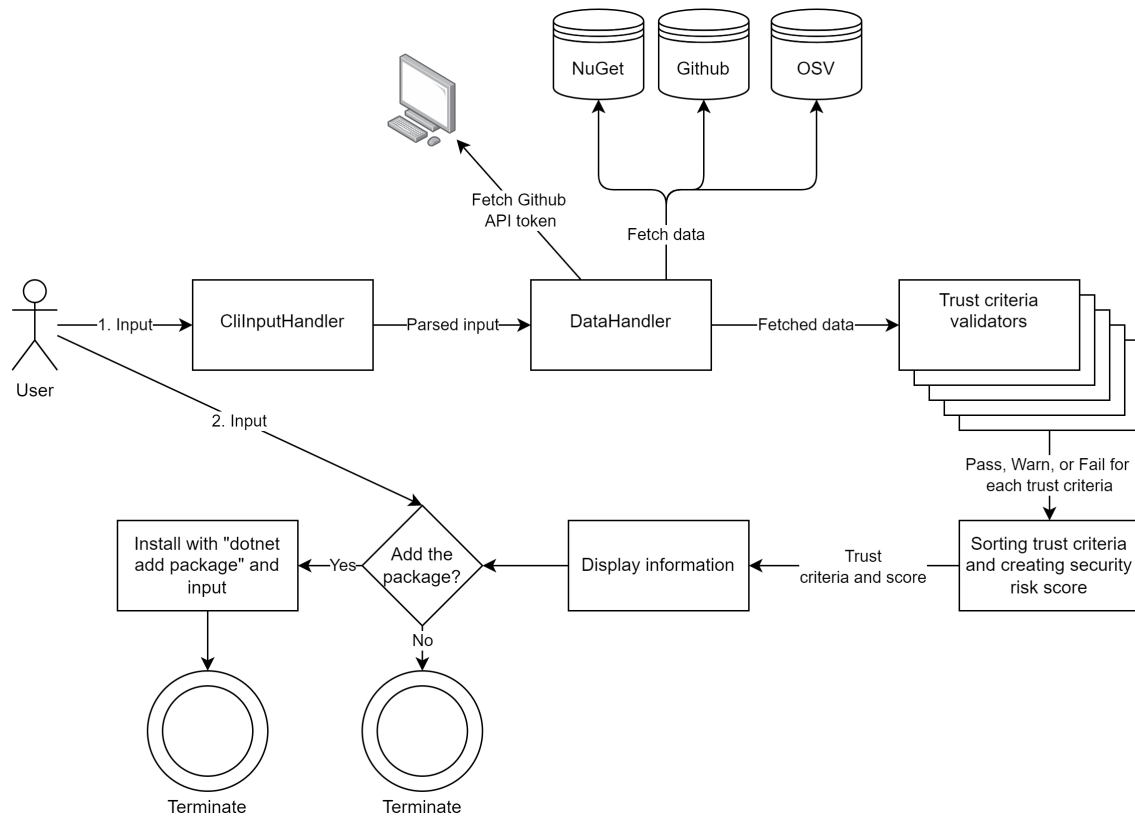 NuGet
Github
OSV
Fetch Github
API token
Fetch data
1. Input
CliInputHandler
Parsed input
DataHandler
Fetched data
Trust criteria
validators
User
2. Input
Pass, Warn, or Fail for
each trust criteria
Install with "dotnet
add package" and
input
Yes
Add the
package?
Display information
Trust
criteria and score
Sorting trust criteria
and creating security
risk score
No
Terminate
Terminate